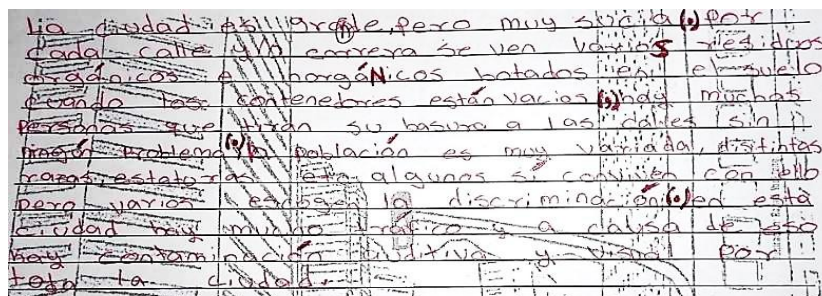 La ciudad es grande, pero muy sucia(.) por
cada calle y/o carrera se ven varios residuos
orgánicos e inorgáNicos botados en el suelo
cuando los contenedores están vacios(,) hay muchas
personas que tiran su basura a las calles sin
ningún problema(.) población es muy variada, distintas
razas, estaturas, etc, algunos si conviven con ello
pero varios escogen la discriminación(.) en esta
ciudad hay mucho tráfico y a causa de eso
hay contaminación auditiva y visual por
toda la ciudad.